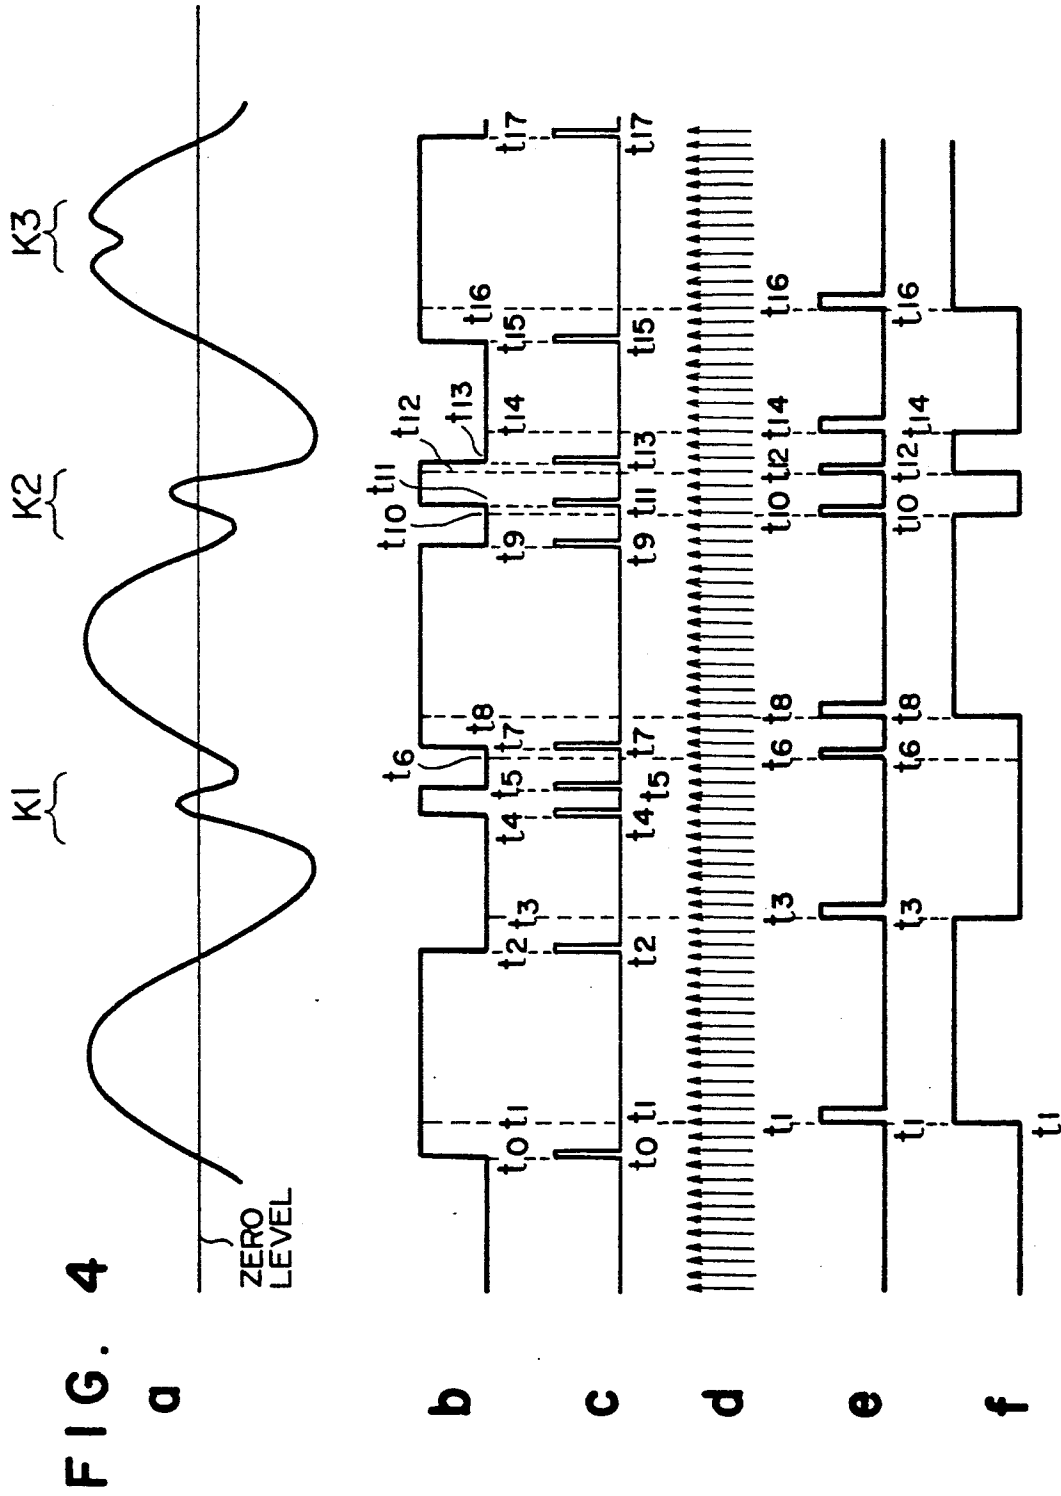 FIG. 4
a
K1 K2 K3
ZERO
LEVEL
b
t6 t10 t11 t12 t13
t0 t1 t2 t3 t4 t5 t7 t8 t9 t14 t15 t16 t17
c
t0 t1 t2 t4 t5 t7 t9 t11 t13 t15 t17
d
e
t1 t3 t6 t8 t10 t12 t14 t16
f
t1 t3 t6 t8 t10 t12 t14 t16
t1